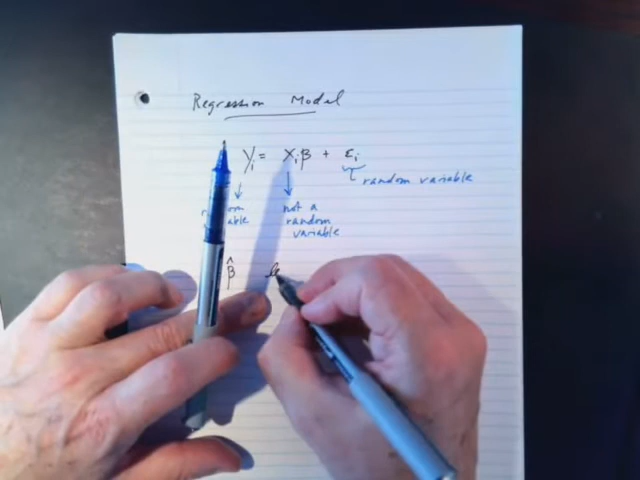 Regression Model
yᵢ = xᵢβ + εᵢ
random variable
not a
random
variable
β̂